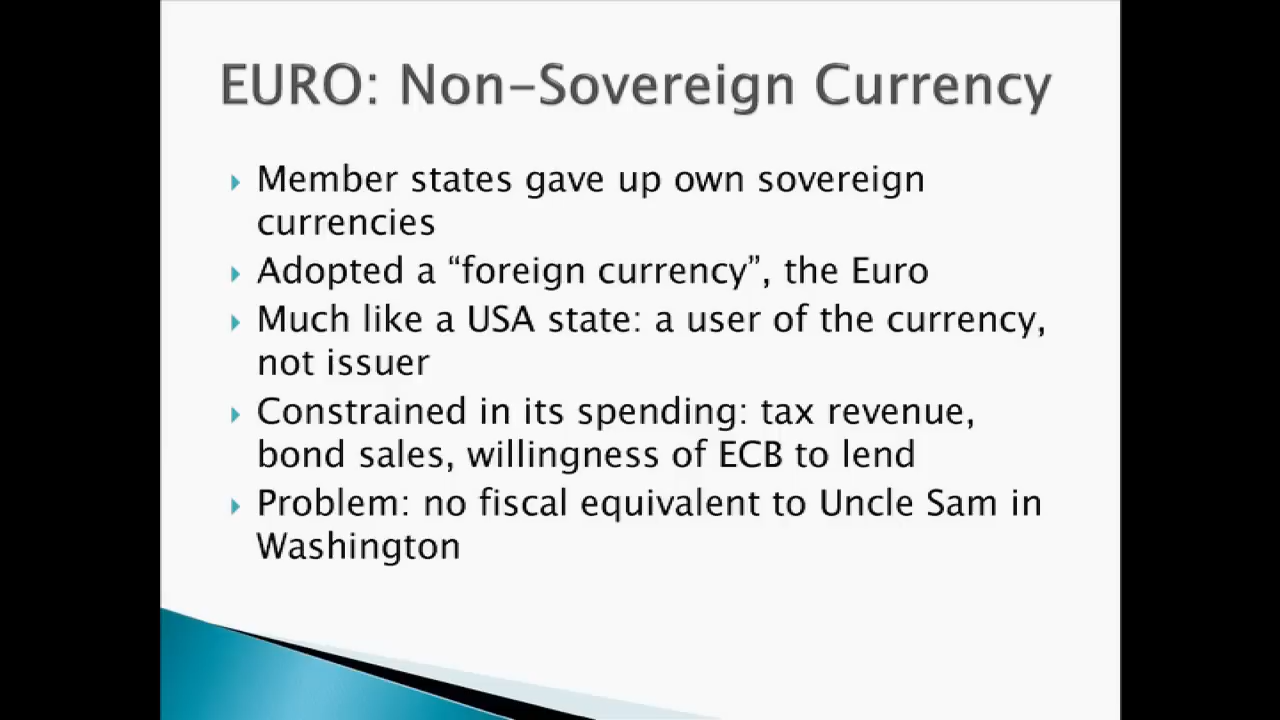 EURO: Non-Sovereign Currency
Member states gave up own sovereign
currencies
Adopted a “foreign currency”, the Euro
Much like a USA state: a user of the currency,
not issuer
Constrained in its spending: tax revenue,
bond sales, willingness of ECB to lend
Problem: no fiscal equivalent to Uncle Sam in
Washington